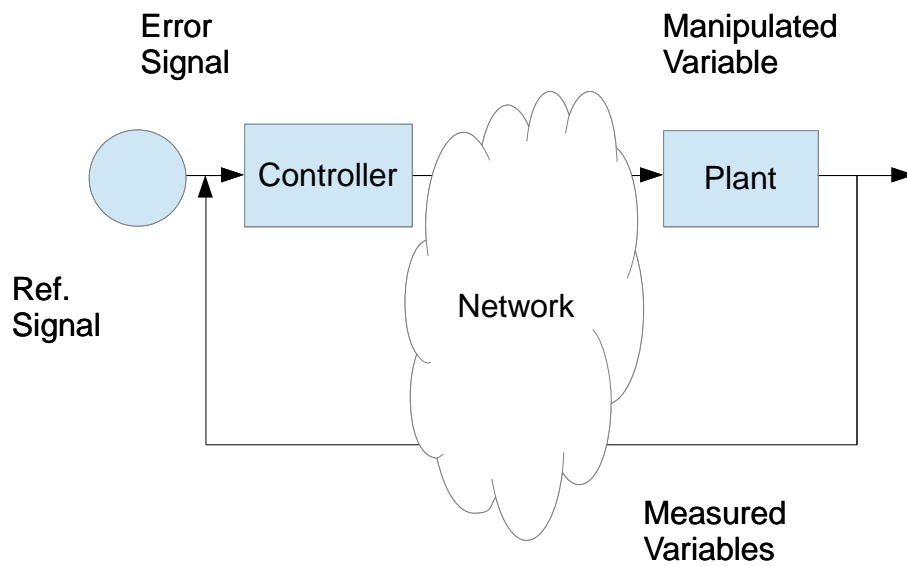 Error
Signal
Manipulated
Variable
Controller
Plant
Ref.
Signal
Network
Measured
Variables